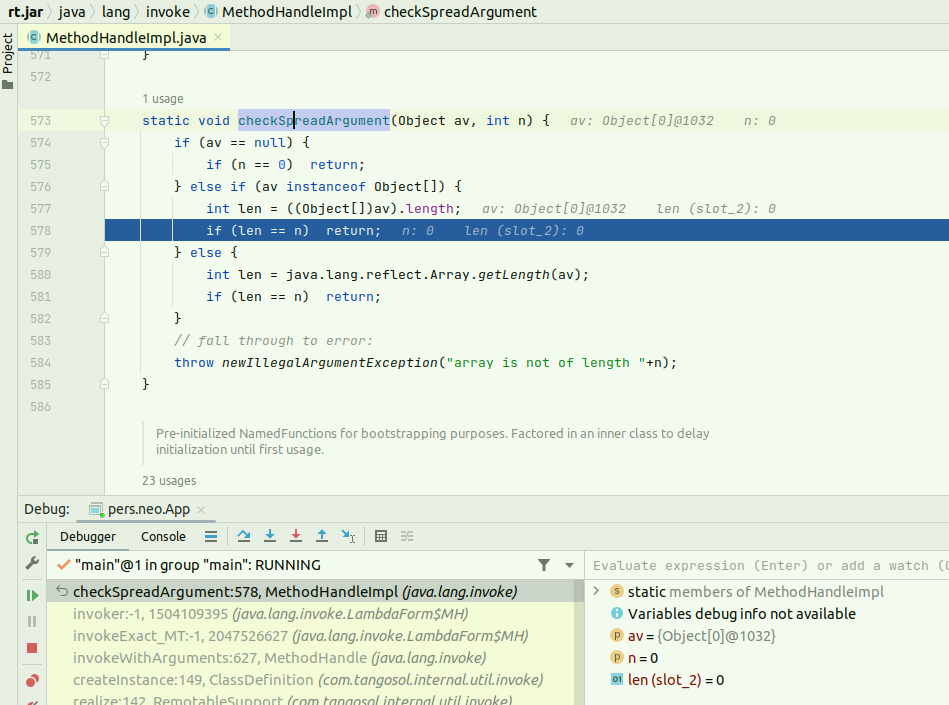 rt.jar java lang invoke MethodHandleImpl checkSpreadArgument
Project
MethodHandleImpl.java
571 }
572
1 usage
573 static void checkSpreadArgument(Object av, int n) { av: Object[0]@1032 n: 0
574 if (av == null) {
575 if (n == 0) return;
576 } else if (av instanceof Object[]) {
577 int len = ((Object[])av).length; av: Object[0]@1032 len (slot_2): 0
578 if (len == n) return; n: 0 len (slot_2): 0
579 } else {
580 int len = java.lang.reflect.Array.getLength(av);
581 if (len == n) return;
582 }
583 // fall through to error:
584 throw newIllegalArgumentException("array is not of length "+n);
585 }
586
Pre-initialized NamedFunctions for bootstrapping purposes. Factored in an inner class to delay
initialization until first usage.
23 usages
Debug: pers.neo.App
Debugger Console
"main"@1 in group "main": RUNNING
Evaluate expression (Enter) or add a watch (
checkSpreadArgument:578, MethodHandleImpl (java.lang.invoke)
invoker:-1, 1504109395 (java.lang.invoke.LambdaForm$MH)
invokeExact_MT:-1, 2047526627 (java.lang.invoke.LambdaForm$MH)
invokeWithArguments:627, MethodHandle (java.lang.invoke)
createInstance:149, ClassDefinition (com.tangosol.internal.util.invoke)
realize:142, RemotableSupport (com.tangosol.internal.util.invoke)
static members of MethodHandleImpl
Variables debug info not available
av = {Object[0]@1032}
n = 0
len (slot_2) = 0